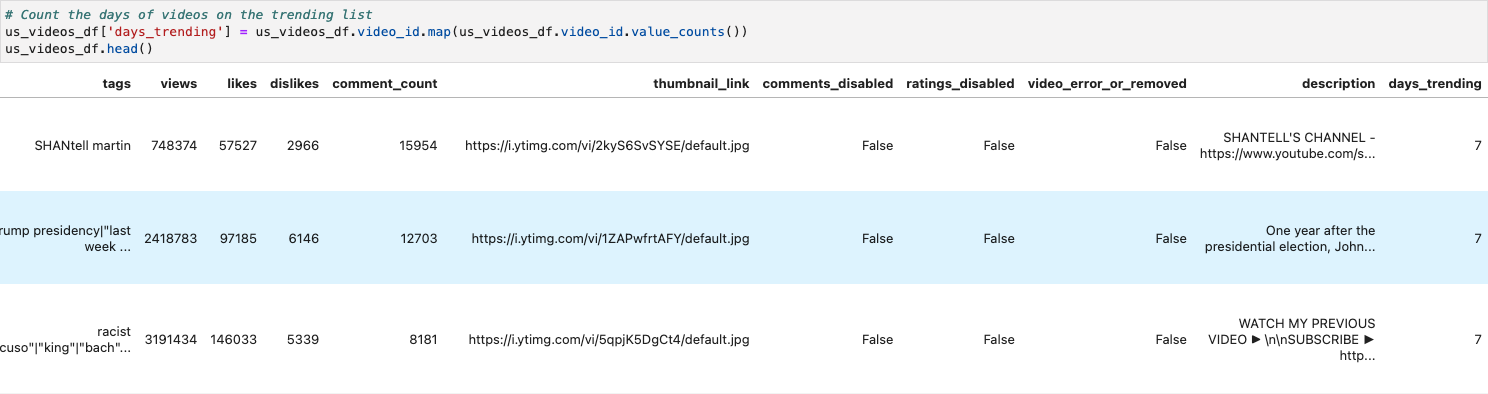 # Count the days of videos on the trending list
us_videos_df['days_trending'] = us_videos_df.video_id.map(us_videos_df.video_id.value_counts())
us_videos_df.head()
tags views likes dislikes comment_count thumbnail_link comments_disabled ratings_disabled video_error_or_removed description days_trending
SHANtell martin 748374 57527 2966 15954 https://i.ytimg.com/vi/2kyS6SvSYSE/default.jpg False False False SHANTELL'S CHANNEL - 7
https://www.youtube.com/s...
rump presidency|"last 2418783 97185 6146 12703 https://i.ytimg.com/vi/1ZAPwfrtAFY/default.jpg False False False One year after the 7
week ... presidential election, John...
racist 3191434 146033 5339 8181 https://i.ytimg.com/vi/5qpjK5DgCt4/default.jpg False False False WATCH MY PREVIOUS 7
cuso"|"king"|"bach"... VIDEO ▶ \n\nSUBSCRIBE ▶
http...